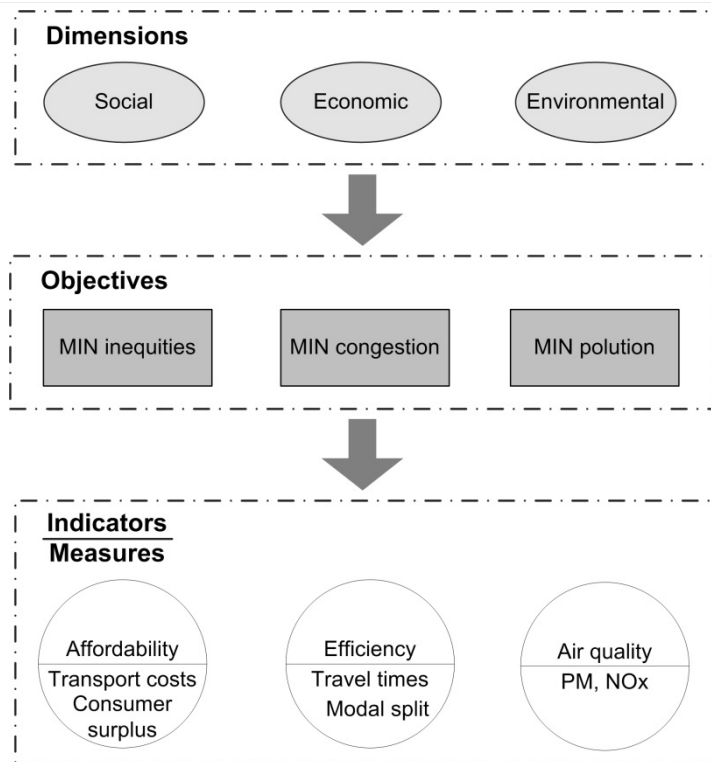 Dimensions
Social
Economic
Environmental
Objectives
MIN inequities
MIN congestion
MIN polution
Indicators
Measures
Affordability
Transport costs
Consumer
surplus
Efficiency
Travel times
Modal split
Air quality
PM, NOx